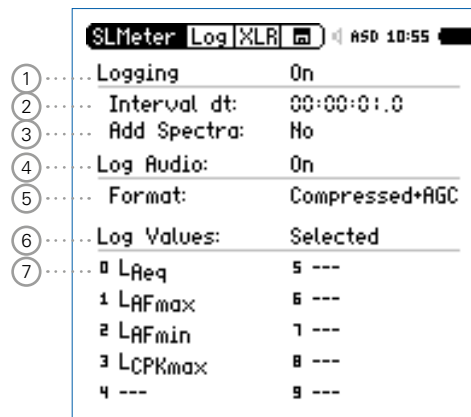 SLMeter Log XLR ASD 10:55
1 Logging On
2 Interval dt: 00:00:01.0
3 Add Spectra: No
4 Log Audio: On
5 Format: Compressed+AGC
6 Log Values: Selected
7 0 LAeq 5 ---
1 LAFmax 6 ---
2 LAFmin 7 ---
3 LCPKmax 8 ---
4 --- 9 ---